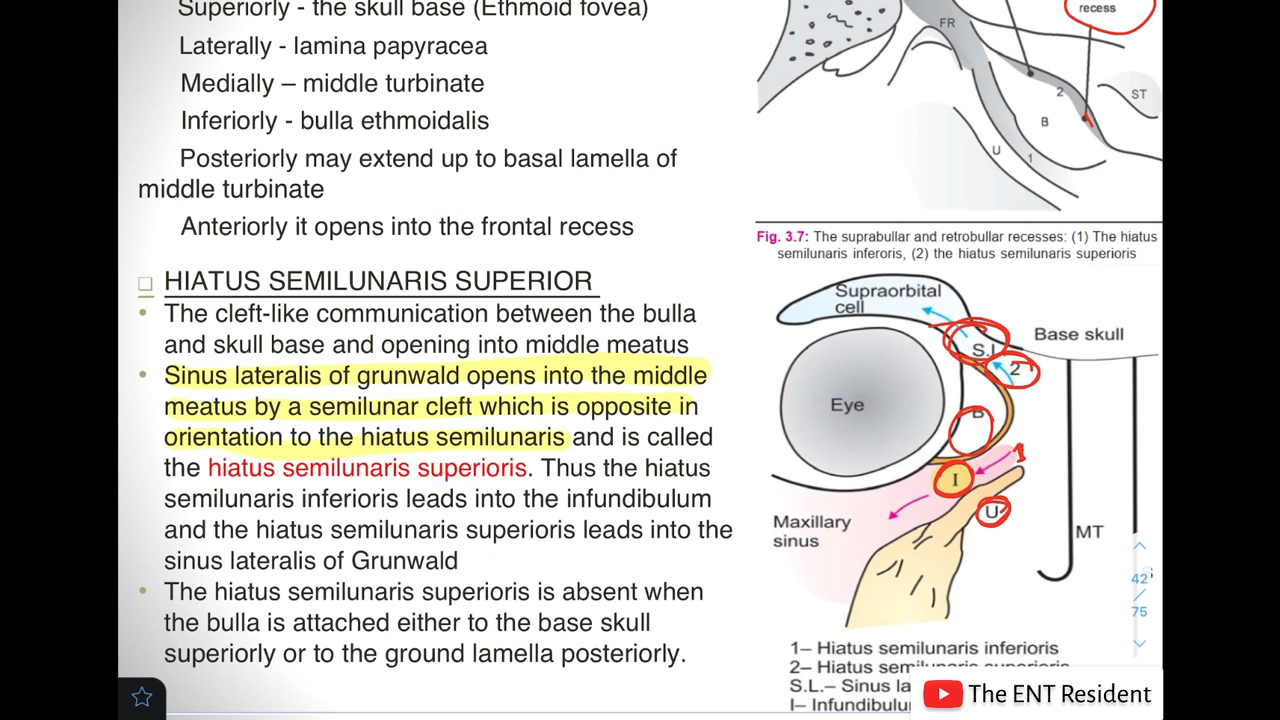 Superiorly - the skull base (Ethmoid fovea)
Laterally - lamina papyracea
Medially – middle turbinate
Inferiorly - bulla ethmoidalis
Posteriorly may extend up to basal lamella of
middle turbinate
Anteriorly it opens into the frontal recess
HIATUS SEMILUNARIS SUPERIOR
• The cleft-like communication between the bulla
and skull base and opening into middle meatus
• Sinus lateralis of grunwald opens into the middle
meatus by a semilunar cleft which is opposite in
orientation to the hiatus semilunaris and is called
the hiatus semilunaris superioris. Thus the hiatus
semilunaris inferioris leads into the infundibulum
and the hiatus semilunaris superioris leads into the
sinus lateralis of Grunwald
• The hiatus semilunaris superioris is absent when
the bulla is attached either to the base skull
superiorly or to the ground lamella posteriorly.
recess
FR
2
ST
B
U
1
Fig. 3.7: The suprabullar and retrobullar recesses: (1) The hiatus
semilunaris inferoris, (2) the hiatus semilunaris superioris
Supraorbital
cell
Base skull
S.l
2
Eye
B
1
I
U
Maxillary
sinus
MT
42
/
75
1– Hiatus semilunaris inferioris
2– Hiatus semilunaris superioris
S.L.– Sinus la
I– Infundibulu
The ENT Resident